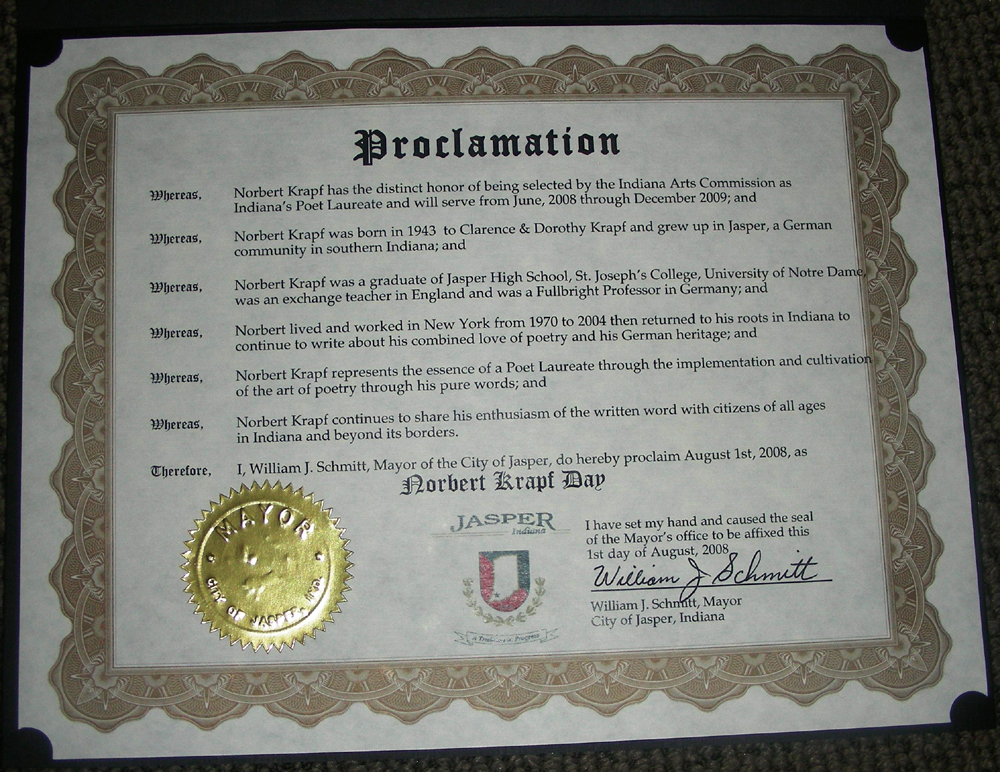 Proclamation
Whereas, Norbert Krapf has the distinct honor of being selected by the Indiana Arts Commission as
Indiana's Poet Laureate and will serve from June, 2008 through December 2009; and
Whereas, Norbert Krapf was born in 1943 to Clarence & Dorothy Krapf and grew up in Jasper, a German
community in southern Indiana; and
Whereas, Norbert Krapf was a graduate of Jasper High School, St. Joseph's College, University of Notre Dame,
was an exchange teacher in England and was a Fullbright Professor in Germany; and
Whereas, Norbert lived and worked in New York from 1970 to 2004 then returned to his roots in Indiana to
continue to write about his combined love of poetry and his German heritage; and
Whereas, Norbert Krapf represents the essence of a Poet Laureate through the implementation and cultivation
of the art of poetry through his pure words; and
Whereas, Norbert Krapf continues to share his enthusiasm of the written word with citizens of all ages
in Indiana and beyond its borders.
Therefore, I, William J. Schmitt, Mayor of the City of Jasper, do hereby proclaim August 1st, 2008, as
Norbert Krapf Day
MAYOR
CITY OF JASPER, IND.
JASPER
Indiana
A
Progress
I have set my hand and caused the seal
of the Mayor's office to be affixed this
1st day of August, 2008
William J Schmitt
William J. Schmitt, Mayor
City of Jasper, Indiana